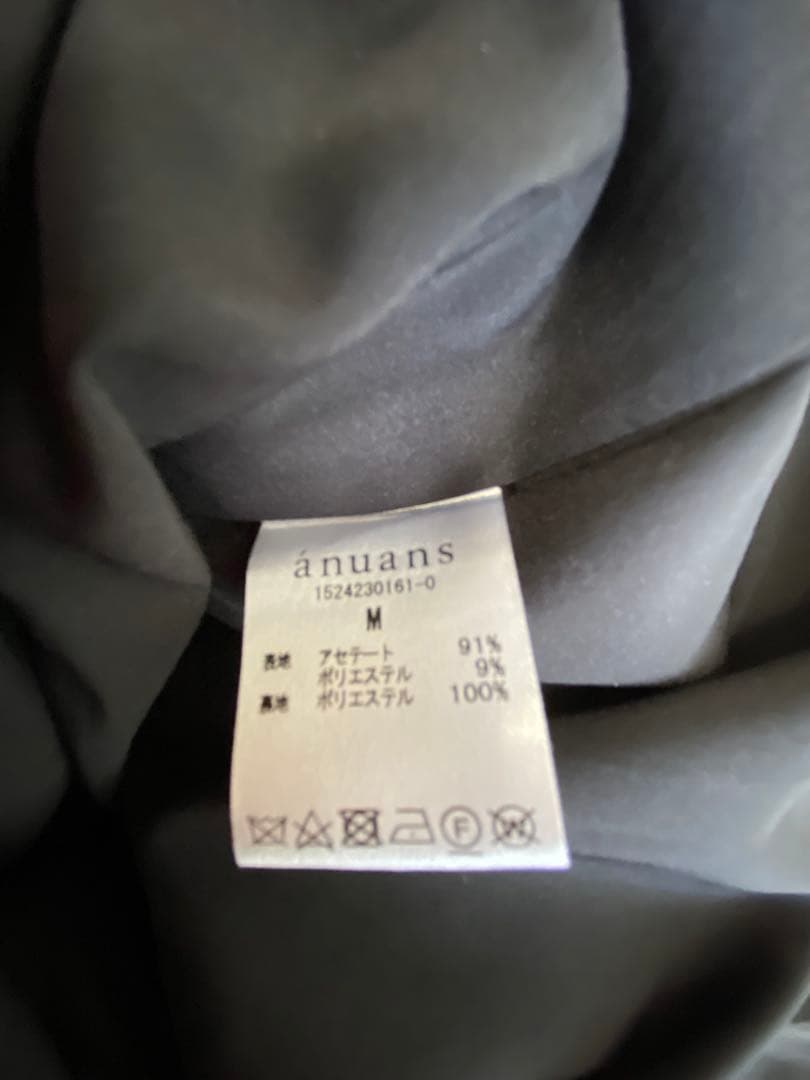 ánuans
1524230161-0
M
表地 アセテート 91%
ポリエステル 9%
裏地 ポリエステル 100%
F W